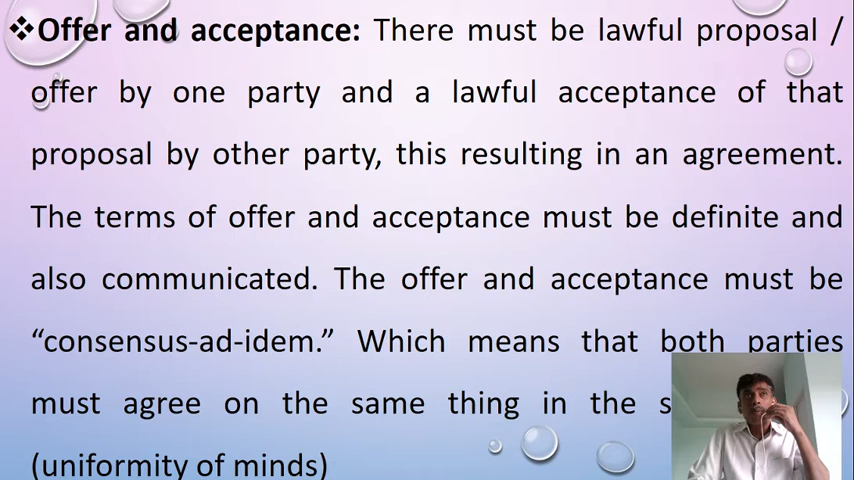 ❖Offer and acceptance: There must be lawful proposal /
offer by one party and a lawful acceptance of that
proposal by other party, this resulting in an agreement.
The terms of offer and acceptance must be definite and
also communicated. The offer and acceptance must be
“consensus-ad-idem.” Which means that both parties
must agree on the same thing in the
(uniformity of minds)